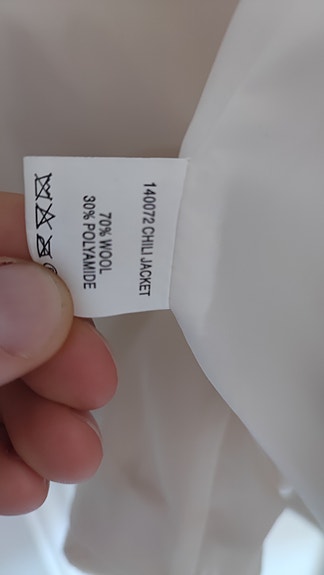 140072 CHILI JACKET
70% WOOL
30% POLYAMIDE